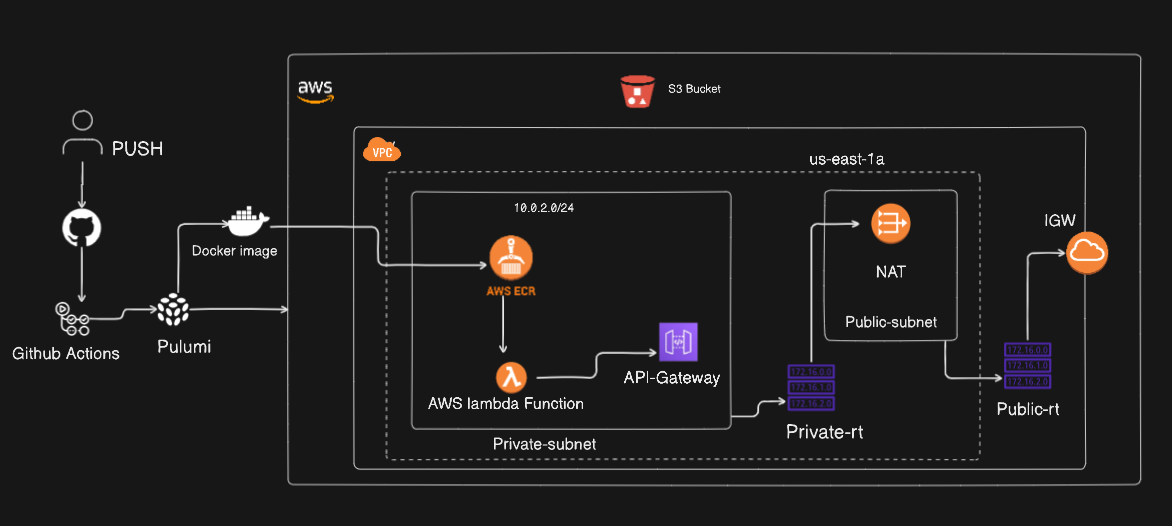 aws
S3 Bucket
PUSH
VPC
us-east-1a
10.0.2.0/24
IGW
Docker image
AWS ECR
NAT
Public-subnet
Github Actions
Pulumi
API-Gateway
AWS lambda Function
172.16.0.0
172.16.1.0
172.16.2.0
172.16.0.0
172.16.1.0
172.16.2.0
Public-rt
Private-rt
Private-subnet